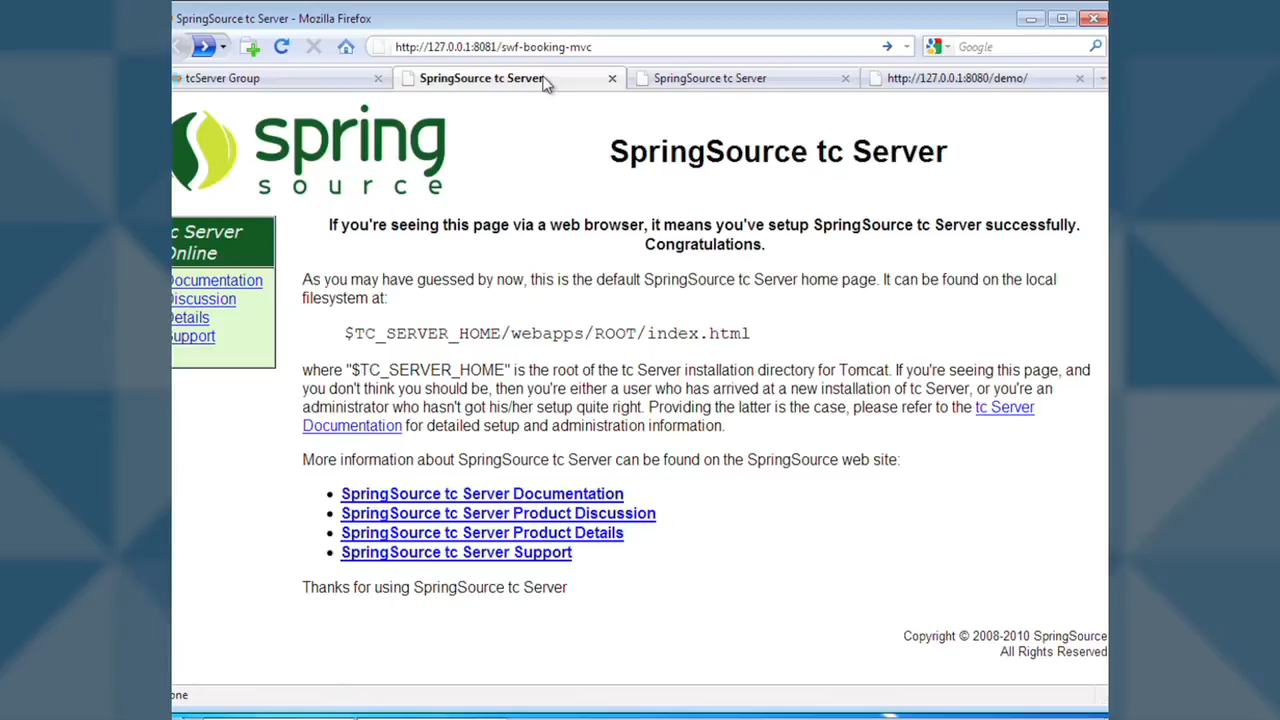 SpringSource tc Server - Mozilla Firefox
http://127.0.0.1:8081/swf-booking-mvc
Google
tcServer Group
SpringSource tc Server
SpringSource tc Server
http://127.0.0.1:8080/demo/
spring
source
SpringSource tc Server
c Server
Online
Documentation
Discussion
Details
Support
If you're seeing this page via a web browser, it means you've setup SpringSource tc Server successfully.
Congratulations.
As you may have guessed by now, this is the default SpringSource tc Server home page. It can be found on the local
filesystem at:
$TC_SERVER_HOME/webapps/ROOT/index.html
where "$TC_SERVER_HOME" is the root of the tc Server installation directory for Tomcat. If you're seeing this page, and
you don't think you should be, then you're either a user who has arrived at a new installation of tc Server, or you're an
administrator who hasn't got his/her setup quite right. Providing the latter is the case, please refer to the tc Server
Documentation for detailed setup and administration information.
More information about SpringSource tc Server can be found on the SpringSource web site:
SpringSource tc Server Documentation
SpringSource tc Server Product Discussion
SpringSource tc Server Product Details
SpringSource tc Server Support
Thanks for using SpringSource tc Server
Copyright © 2008-2010 SpringSource
All Rights Reserved
one